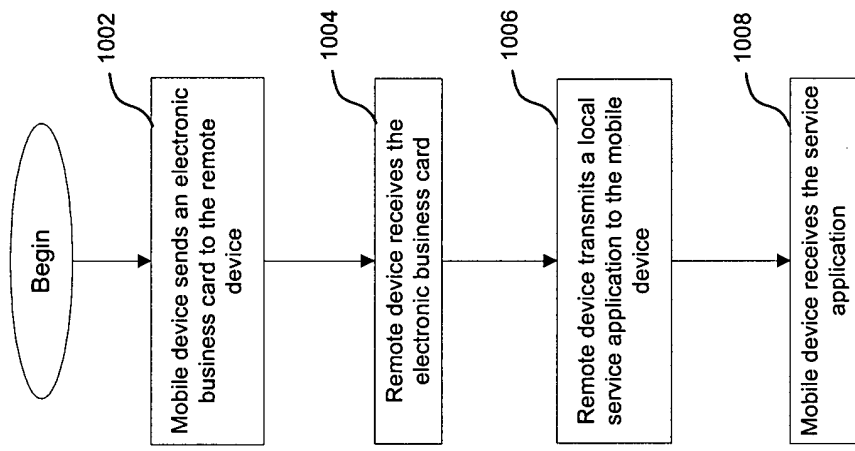 Begin
1002
Mobile device sends an electronic
business card to the remote
device
1004
Remote device receives the
electronic business card
1006
Remote device transmits a local
service application to the mobile
device
1008
Mobile device receives the service
application